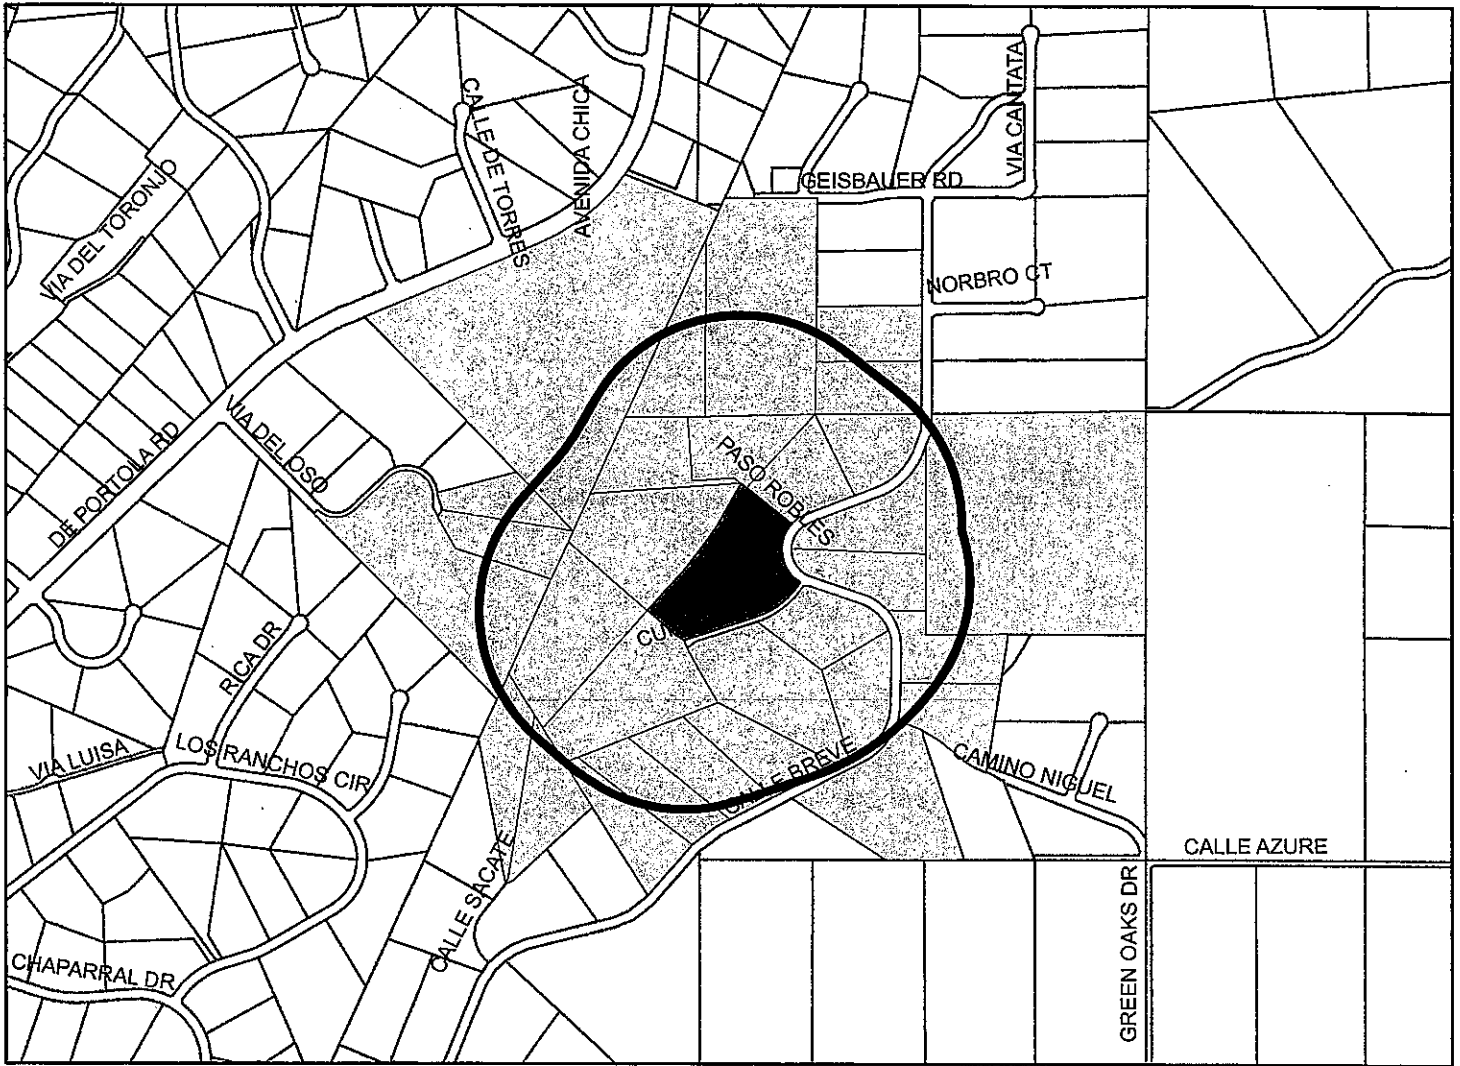 VIA CANTATA
CALLE DE TORRES
AVENIDA CHICA
GEISBAUER RD
VIA DEL TORONJO
NORBRO CT
VIA DEL OSO
DE PORTOLA RD
PASO ROBLES
RICA DR
VIA LUISA
LOS RANCHOS CIR
CALLE BREVE
CAMINO NIGUEL
CALLE AZURE
CALLE SACATE
GREEN OAKS DR
CHAPARRAL DR